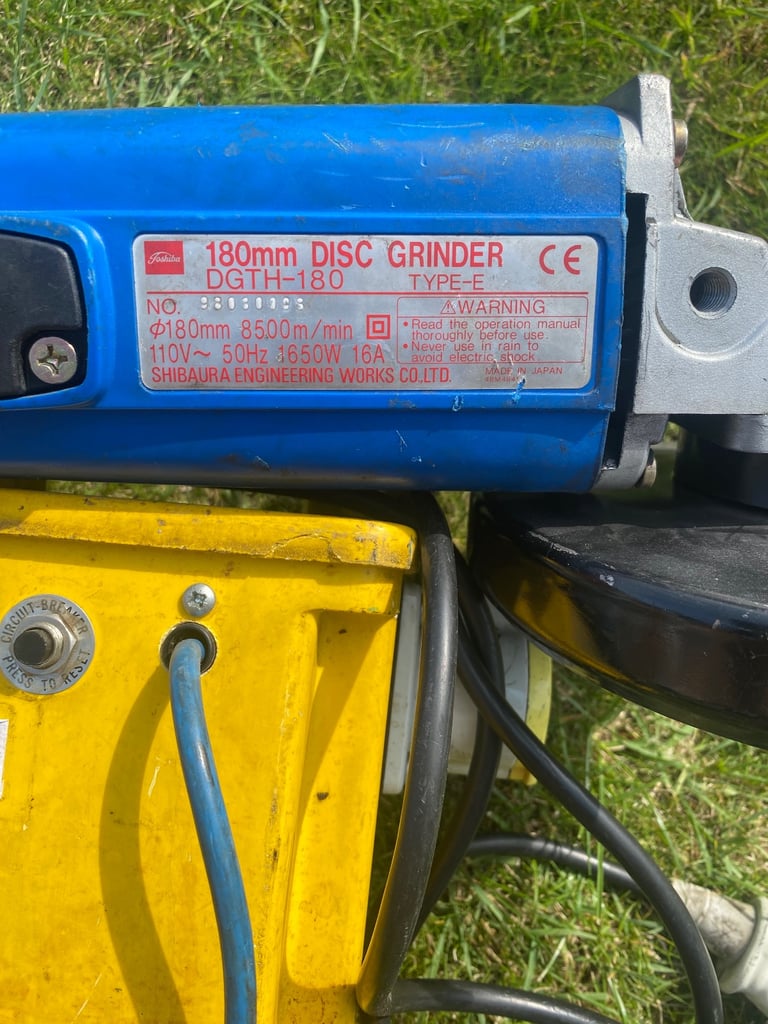 Toshiba
180mm DISC GRINDER
CE
DGTH-180 TYPE-E
NO.
ϕ180mm 8500m/min
110V~ 50Hz 1650W 16A
SHIBAURA ENGINEERING WORKS CO.,LTD.
⚠WARNING
• Read the operation manual
thoroughly before use.
• Never use in rain to
avoid electric shock.
MADE IN JAPAN
CIRCUIT-BREAKER
PRESS TO RESET